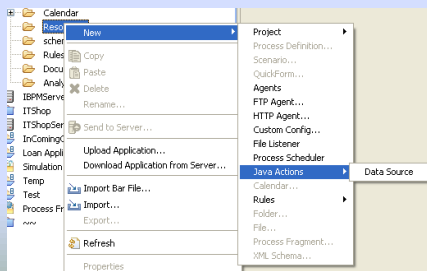 Calendar
Reso
sche
Rules
Docu
Analy
IBPMServe
ITShop
ITShopSer
InComingC
Loan Appli
Simulation
Temp
Test
Process Fr
~~
New
Copy
Paste
Delete
Rename...
Send to Server...
Upload Application...
Download Application from Server...
Import Bar File...
Import...
Export...
Refresh
Properties
Project
Process Definition...
Scenario...
QuickForm...
Agents
FTP Agent...
HTTP Agent...
Custom Config...
File Listener
Process Scheduler
Java Actions
Calendar...
Rules
Folder...
File...
Process Fragment...
XML Schema...
Data Source